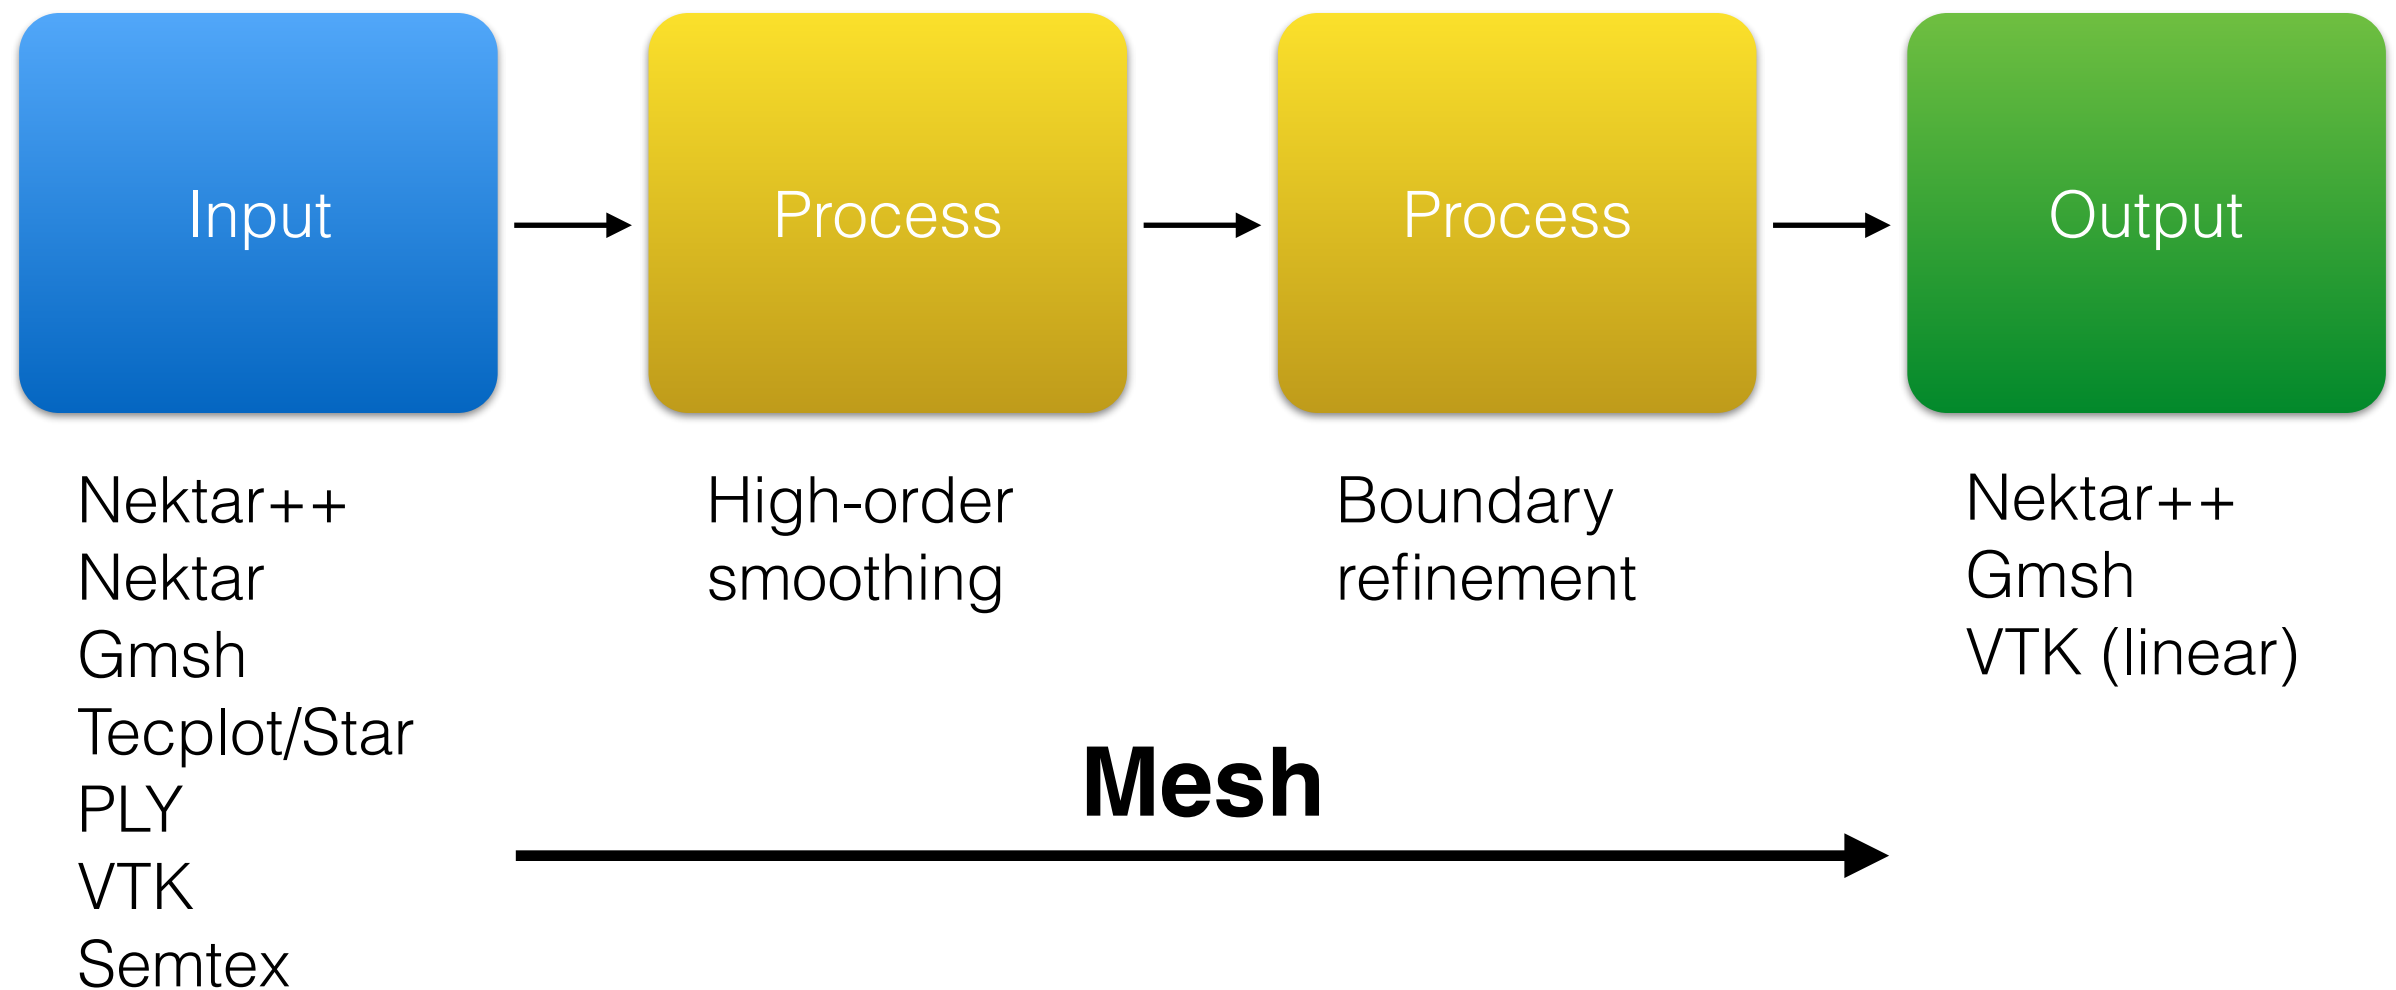 Input
Process
Process
Output
Nektar++
Nektar
Gmsh
Tecplot/Star
PLY
VTK
Semtex
High-order
smoothing
Boundary
refinement
Nektar++
Gmsh
VTK (linear)
Mesh